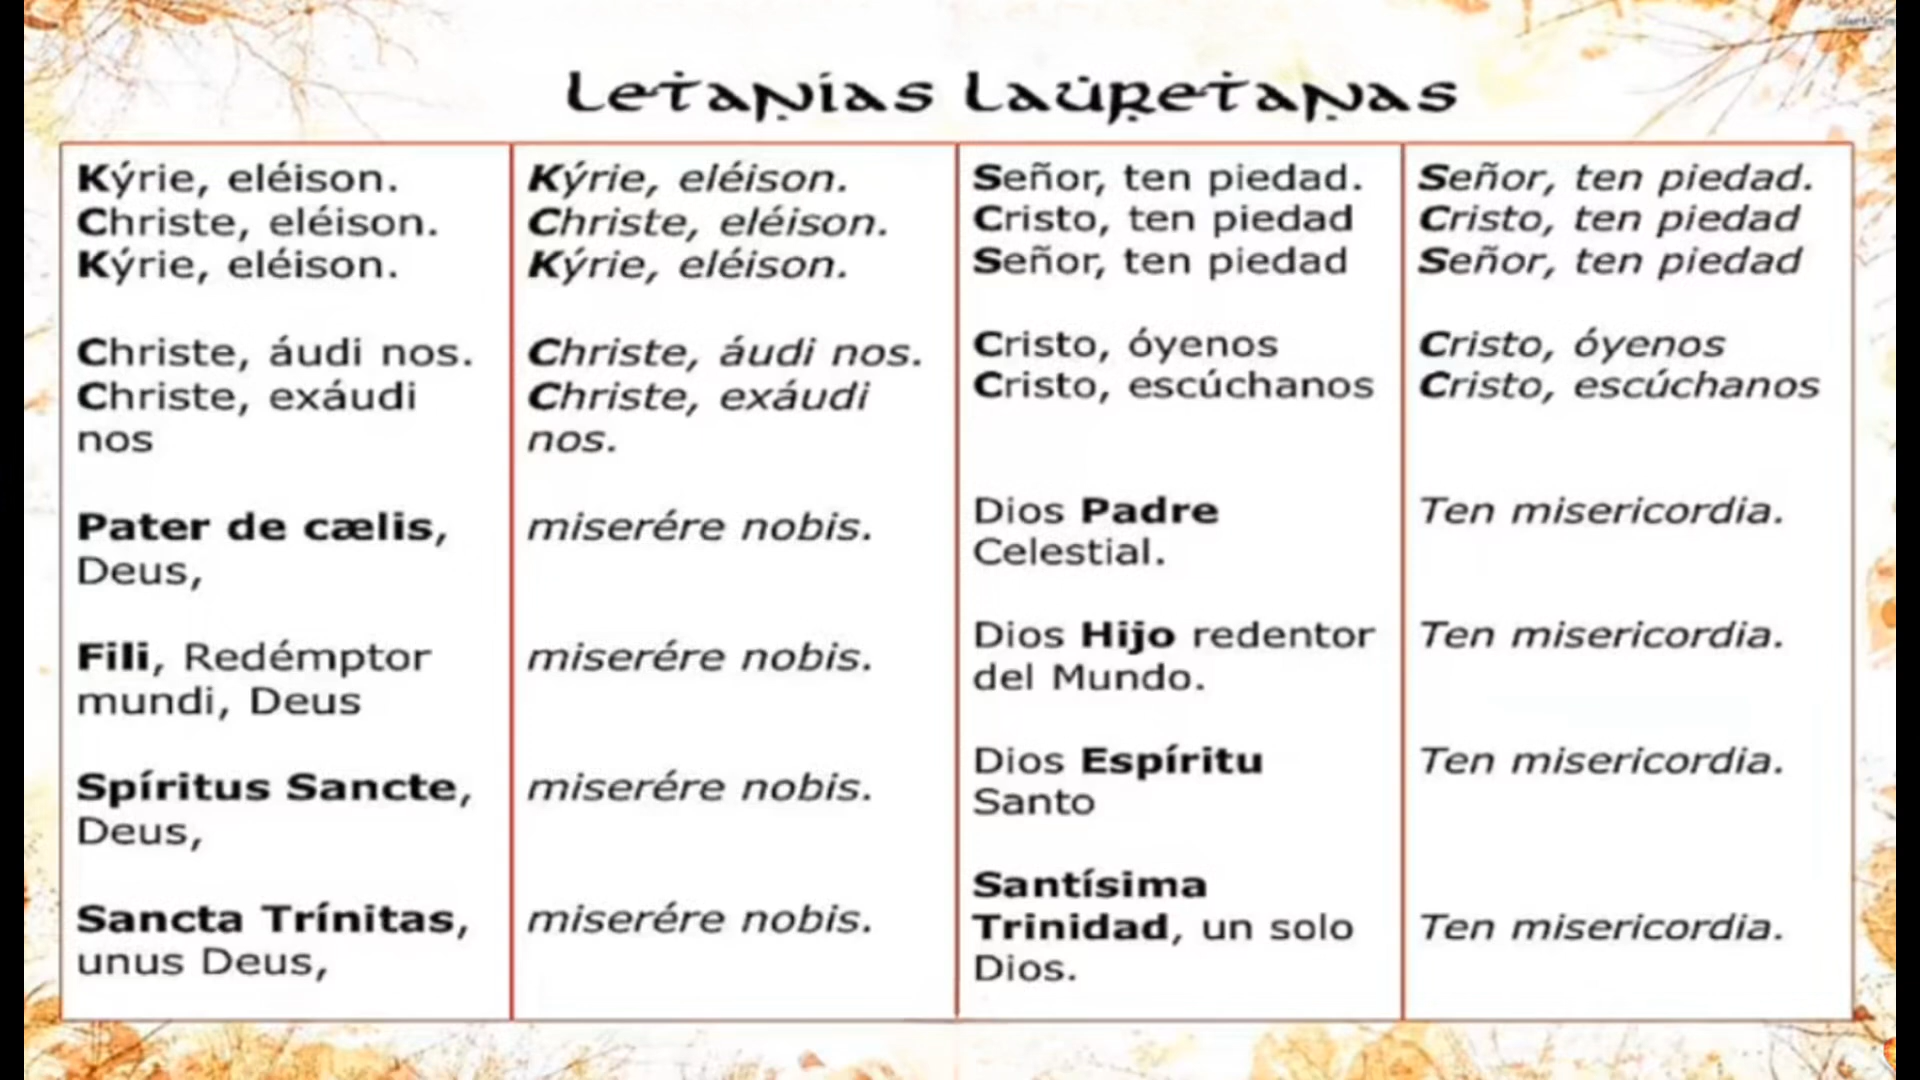 Letanías Lauretanas
Kýrie, eléison.
Christe, eléison.
Kýrie, eléison.
Christe, áudi nos.
Christe, exáudi
nos
Pater de cælis,
Deus,
Fili, Redémptor
mundi, Deus
Spíritus Sancte,
Deus,
Sancta Trínitas,
unus Deus,
Kýrie, eléison.
Christe, eléison.
Kýrie, eléison.
Christe, áudi nos.
Christe, exáudi
nos.
miserére nobis.
miserére nobis.
miserére nobis.
miserére nobis.
Señor, ten piedad.
Cristo, ten piedad
Señor, ten piedad
Cristo, óyenos
Cristo, escúchanos
Dios Padre
Celestial.
Dios Hijo redentor
del Mundo.
Dios Espíritu
Santo
Santísima
Trinidad, un solo
Dios.
Señor, ten piedad.
Cristo, ten piedad
Señor, ten piedad
Cristo, óyenos
Cristo, escúchanos
Ten misericordia.
Ten misericordia.
Ten misericordia.
Ten misericordia.